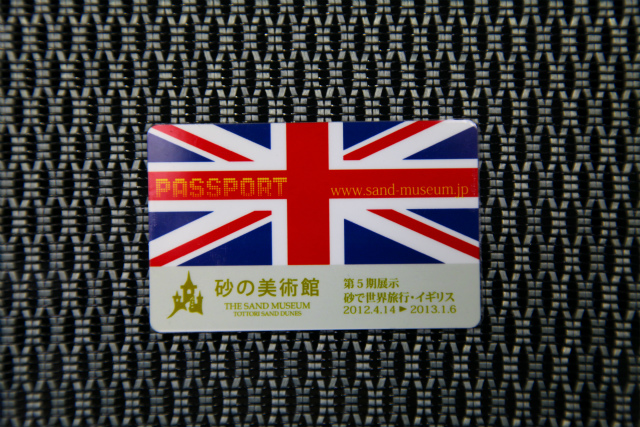 PASSPORT
www.sand-museum.jp
砂の美術館
THE SAND MUSEUM
TOTTORI SAND DUNES
第5期展示
砂で世界旅行・イギリス
2012.4.14▶2013.1.6